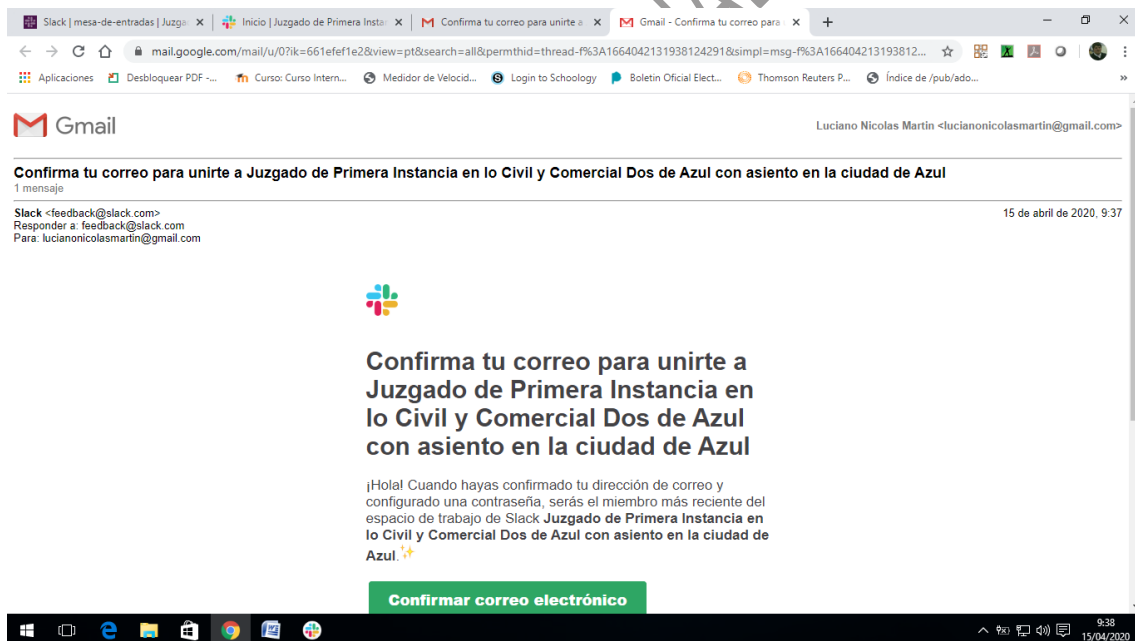 Slack | mesa-de-entradas | Juzga
Inicio | Juzgado de Primera Insta
Confirma tu correo para unirte a
Gmail - Confirma tu correo para
mail.google.com/mail/u/0?ik=661efef1e2&view=pt&search=all&permthid=thread-f%3A1664042131938124291&simpl=msg-f%3A166404213193812...
Aplicaciones
Desbloquear PDF -...
Curso: Curso Intern...
Medidor de Velocid...
Login to Schoology
Boletin Oficial Elect...
Thomson Reuters P...
Índice de /pub/ado...
»
Gmail
Luciano Nicolas Martin <lucianonicolasmartin@gmail.com>
Confirma tu correo para unirte a Juzgado de Primera Instancia en lo Civil y Comercial Dos de Azul con asiento en la ciudad de Azul
1 mensaje
Slack <feedback@slack.com>
15 de abril de 2020, 9:37
Responder a: feedback@slack.com
Para: lucianonicolasmartin@gmail.com
Confirma tu correo para unirte a
Juzgado de Primera Instancia en
lo Civil y Comercial Dos de Azul
con asiento en la ciudad de Azul
¡Hola! Cuando hayas confirmado tu dirección de correo y
configurado una contraseña, serás el miembro más reciente del
espacio de trabajo de Slack Juzgado de Primera Instancia en
lo Civil y Comercial Dos de Azul con asiento en la ciudad de
Azul.
Confirmar correo electrónico
9:38
15/04/2020